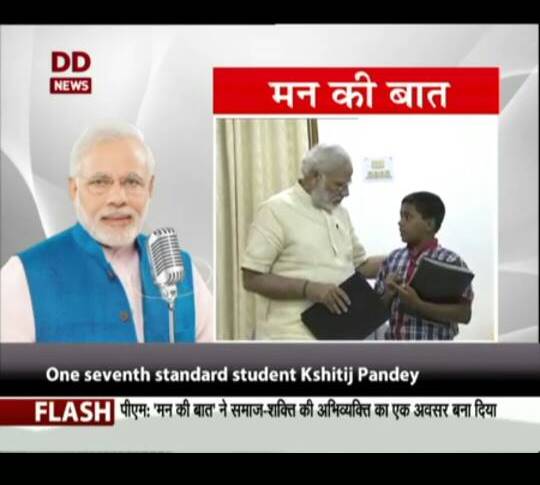 DD
NEWS
मन की बात
One seventh standard student Kshitij Pandey
FLASH पीएम: 'मन की बात' ने समाज-शक्ति की अभिव्यक्ति का एक अवसर बना दिया